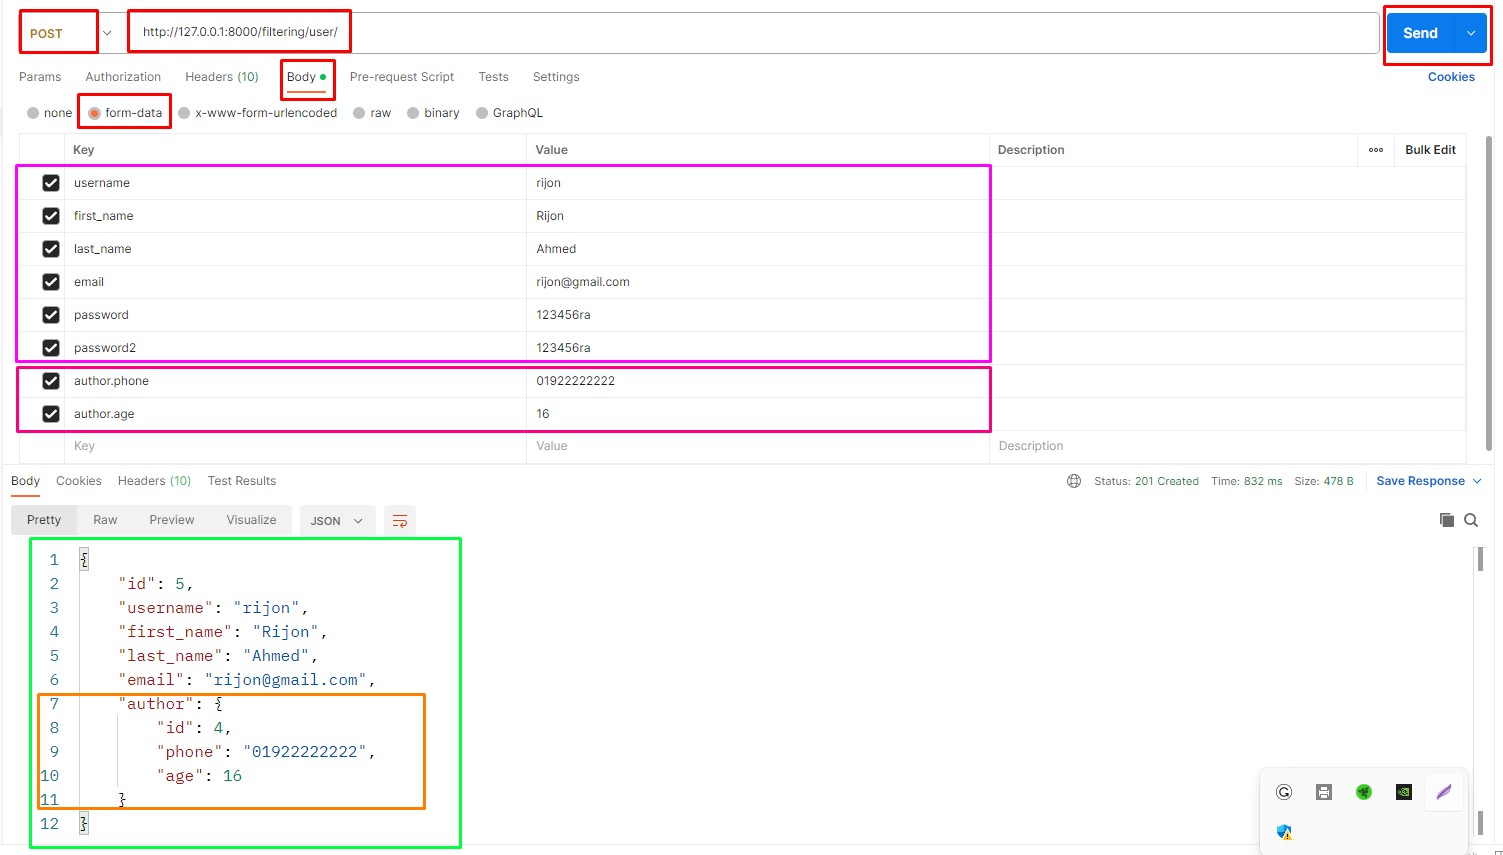 POST http://127.0.0.1:8000/filtering/user/ Send
Params Authorization Headers (10) Body Pre-request Script Tests Settings Cookies
none form-data x-www-form-urlencoded raw binary GraphQL
Key Value Description Bulk Edit
username rijon
first_name Rijon
last_name Ahmed
email rijon@gmail.com
password 123456ra
password2 123456ra
author.phone 01922222222
author.age 16
Key Value Description
Body Cookies Headers (10) Test Results Status: 201 Created Time: 832 ms Size: 478 B Save Response
Pretty Raw Preview Visualize JSON
1 {
2 "id": 5,
3 "username": "rijon",
4 "first_name": "Rijon",
5 "last_name": "Ahmed",
6 "email": "rijon@gmail.com",
7 "author": {
8 "id": 4,
9 "phone": "01922222222",
10 "age": 16
11 }
12 }